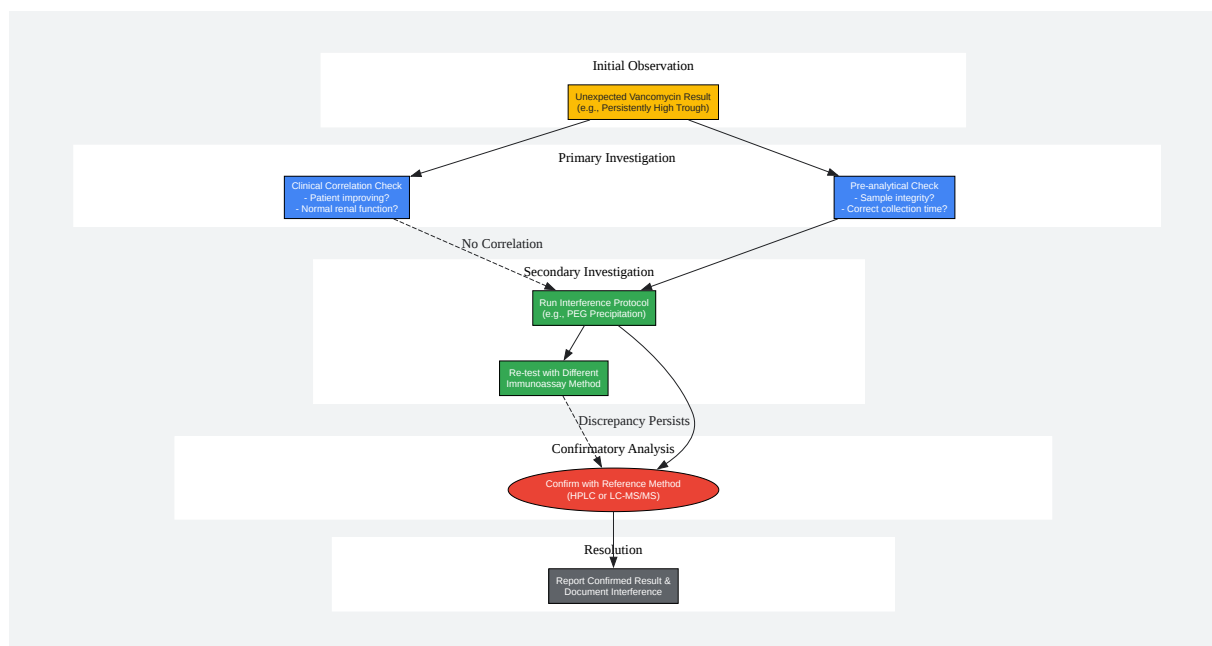 Initial Observation
Unexpected Vancomycin Result
(e.g., Persistently High Trough)
Primary Investigation
Clinical Correlation Check
- Patient improving?
- Normal renal function?
Pre-analytical Check
- Sample integrity?
- Correct collection time?
No Correlation
Secondary Investigation
Run Interference Protocol
(e.g., PEG Precipitation)
Re-test with Different
Immunoassay Method
Discrepancy Persists
Confirmatory Analysis
Confirm with Reference Method
(HPLC or LC-MS/MS)
Resolution
Report Confirmed Result &
Document Interference